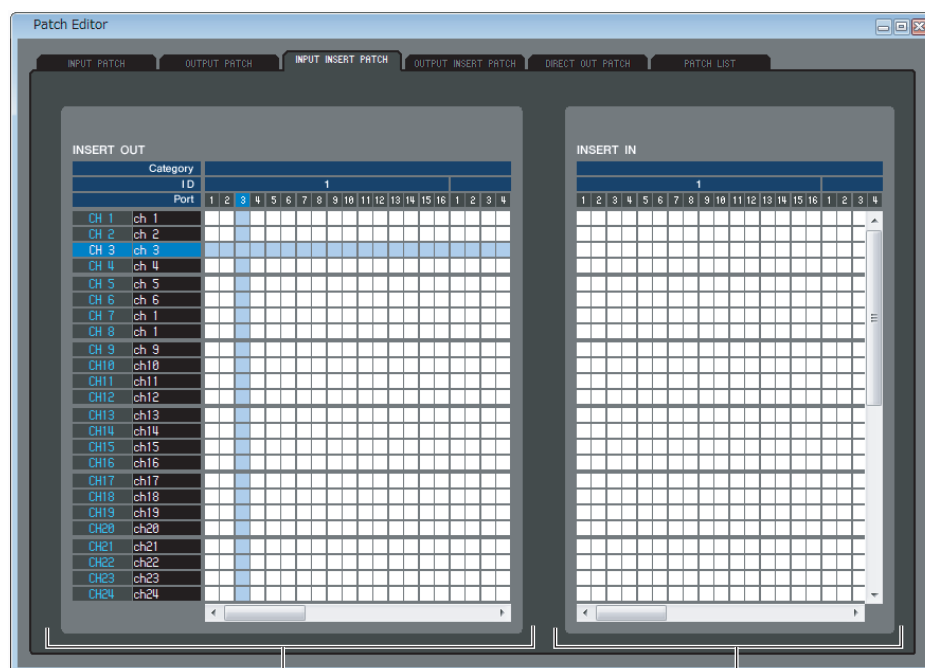 Patch Editor
INPUT PATCH OUTPUT PATCH INPUT INSERT PATCH OUTPUT INSERT PATCH DIRECT OUT PATCH PATCH LIST
INSERT OUT
Category
ID 1
Port 1 2 3 4 5 6 7 8 9 10 11 12 13 14 15 16 1 2 3 4
CH 1 ch 1
CH 2 ch 2
CH 3 ch 3
CH 4 ch 4
CH 5 ch 5
CH 6 ch 6
CH 7 ch 1
CH 8 ch 1
CH 9 ch 9
CH10 ch10
CH11 ch11
CH12 ch12
CH13 ch13
CH14 ch14
CH15 ch15
CH16 ch16
CH17 ch17
CH18 ch18
CH19 ch19
CH20 ch20
CH21 ch21
CH22 ch22
CH23 ch23
CH24 ch24
INSERT IN
1
1 2 3 4 5 6 7 8 9 10 11 12 13 14 15 16 1 2 3 4